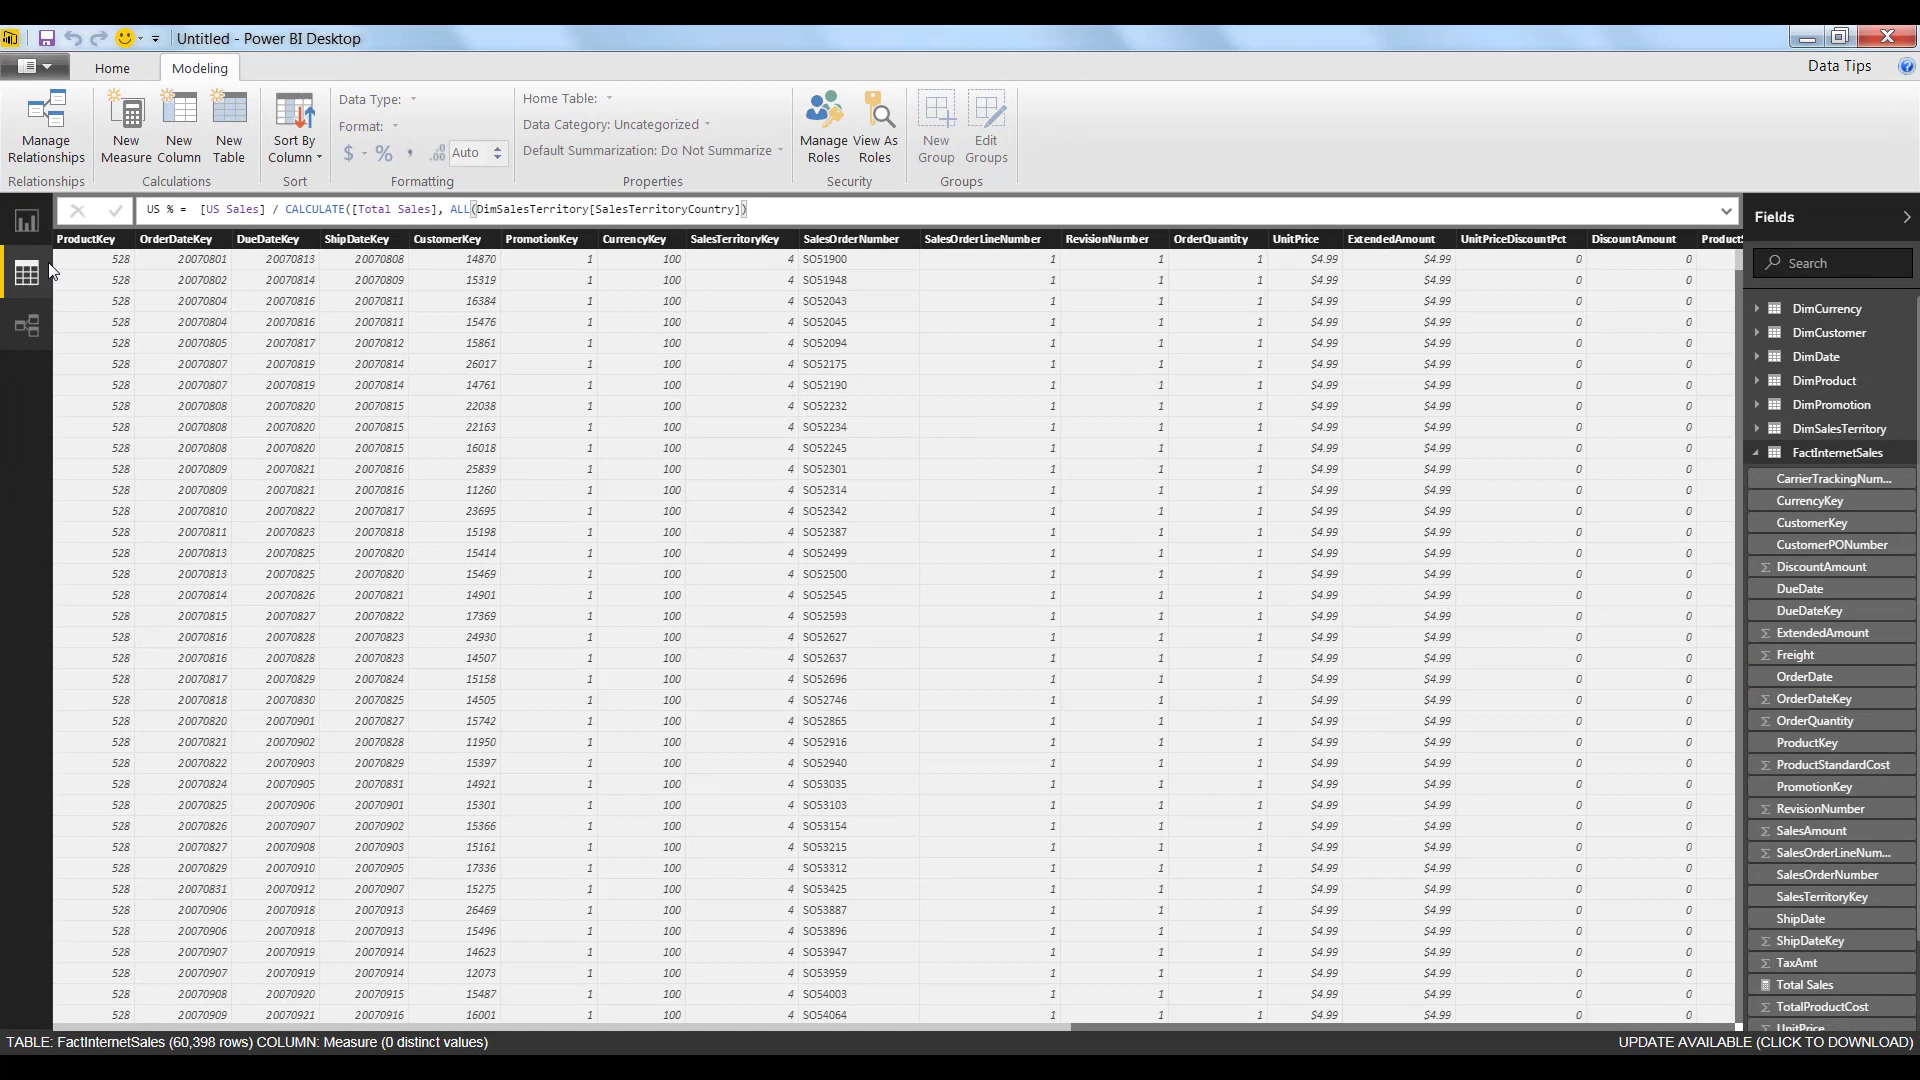 Untitled - Power BI Desktop
Home Modeling Data Tips
Manage Relationships
New Measure
New Column
New Table
Sort By Column
Data Type:
Format:
$ % , .00 Auto
Home Table:
Data Category: Uncategorized
Default Summarization: Do Not Summarize
Manage Roles
View As Roles
New Group
Edit Groups
Relationships Calculations Sort Formatting Properties Security Groups
US % = [US Sales] / CALCULATE([Total Sales], ALL(DimSalesTerritory[SalesTerritoryCountry])
ProductKey OrderDateKey DueDateKey ShipDateKey CustomerKey PromotionKey CurrencyKey SalesTerritoryKey SalesOrderNumber SalesOrderLineNumber RevisionNumber OrderQuantity UnitPrice ExtendedAmount UnitPriceDiscountPct DiscountAmount ProductS
528 20070801 20070813 20070808 14870 1 100 4 SO51900 1 1 1 $4.99 $4.99 0 0
528 20070802 20070814 20070809 15319 1 100 4 SO51948 1 1 1 $4.99 $4.99 0 0
528 20070804 20070816 20070811 16384 1 100 4 SO52043 1 1 1 $4.99 $4.99 0 0
528 20070804 20070816 20070811 15476 1 100 4 SO52045 1 1 1 $4.99 $4.99 0 0
528 20070805 20070817 20070812 15861 1 100 4 SO52094 1 1 1 $4.99 $4.99 0 0
528 20070807 20070819 20070814 26017 1 100 4 SO52175 1 1 1 $4.99 $4.99 0 0
528 20070807 20070819 20070814 14761 1 100 4 SO52190 1 1 1 $4.99 $4.99 0 0
528 20070808 20070820 20070815 22038 1 100 4 SO52232 1 1 1 $4.99 $4.99 0 0
528 20070808 20070820 20070815 22163 1 100 4 SO52234 1 1 1 $4.99 $4.99 0 0
528 20070808 20070820 20070815 16018 1 100 4 SO52245 1 1 1 $4.99 $4.99 0 0
528 20070809 20070821 20070816 25839 1 100 4 SO52301 1 1 1 $4.99 $4.99 0 0
528 20070809 20070821 20070816 11260 1 100 4 SO52314 1 1 1 $4.99 $4.99 0 0
528 20070810 20070822 20070817 23695 1 100 4 SO52342 1 1 1 $4.99 $4.99 0 0
528 20070811 20070823 20070818 15198 1 100 4 SO52387 1 1 1 $4.99 $4.99 0 0
528 20070813 20070825 20070820 15414 1 100 4 SO52499 1 1 1 $4.99 $4.99 0 0
528 20070813 20070825 20070820 15469 1 100 4 SO52500 1 1 1 $4.99 $4.99 0 0
528 20070814 20070826 20070821 14901 1 100 4 SO52545 1 1 1 $4.99 $4.99 0 0
528 20070815 20070827 20070822 17369 1 100 4 SO52593 1 1 1 $4.99 $4.99 0 0
528 20070816 20070828 20070823 24930 1 100 4 SO52627 1 1 1 $4.99 $4.99 0 0
528 20070816 20070828 20070823 14507 1 100 4 SO52637 1 1 1 $4.99 $4.99 0 0
528 20070817 20070829 20070824 15158 1 100 4 SO52696 1 1 1 $4.99 $4.99 0 0
528 20070818 20070830 20070825 14505 1 100 4 SO52746 1 1 1 $4.99 $4.99 0 0
528 20070820 20070901 20070827 15742 1 100 4 SO52865 1 1 1 $4.99 $4.99 0 0
528 20070821 20070902 20070828 11950 1 100 4 SO52916 1 1 1 $4.99 $4.99 0 0
528 20070822 20070903 20070829 15397 1 100 4 SO52940 1 1 1 $4.99 $4.99 0 0
528 20070824 20070905 20070831 14921 1 100 4 SO53035 1 1 1 $4.99 $4.99 0 0
528 20070825 20070906 20070901 15301 1 100 4 SO53103 1 1 1 $4.99 $4.99 0 0
528 20070826 20070907 20070902 15366 1 100 4 SO53154 1 1 1 $4.99 $4.99 0 0
528 20070827 20070908 20070903 15161 1 100 4 SO53215 1 1 1 $4.99 $4.99 0 0
528 20070829 20070910 20070905 17336 1 100 4 SO53312 1 1 1 $4.99 $4.99 0 0
528 20070831 20070912 20070907 15275 1 100 4 SO53425 1 1 1 $4.99 $4.99 0 0
528 20070906 20070918 20070913 26469 1 100 4 SO53887 1 1 1 $4.99 $4.99 0 0
528 20070906 20070918 20070913 15496 1 100 4 SO53896 1 1 1 $4.99 $4.99 0 0
528 20070907 20070919 20070914 14623 1 100 4 SO53947 1 1 1 $4.99 $4.99 0 0
528 20070907 20070919 20070914 12073 1 100 4 SO53959 1 1 1 $4.99 $4.99 0 0
528 20070908 20070920 20070915 15487 1 100 4 SO54003 1 1 1 $4.99 $4.99 0 0
528 20070909 20070921 20070916 16001 1 100 4 SO54064 1 1 1 $4.99 $4.99 0 0
Fields
Search
DimCurrency
DimCustomer
DimDate
DimProduct
DimPromotion
DimSalesTerritory
FactInternetSales
CarrierTrackingNum...
CurrencyKey
CustomerKey
CustomerPONumber
Σ DiscountAmount
DueDate
DueDateKey
Σ ExtendedAmount
Σ Freight
OrderDate
Σ OrderDateKey
Σ OrderQuantity
ProductKey
Σ ProductStandardCost
PromotionKey
Σ RevisionNumber
Σ SalesAmount
Σ SalesOrderLineNum...
SalesOrderNumber
SalesTerritoryKey
ShipDate
Σ ShipDateKey
Σ TaxAmt
Total Sales
Σ TotalProductCost
Σ UnitPrice
TABLE: FactInternetSales (60,398 rows) COLUMN: Measure (0 distinct values)
UPDATE AVAILABLE (CLICK TO DOWNLOAD)